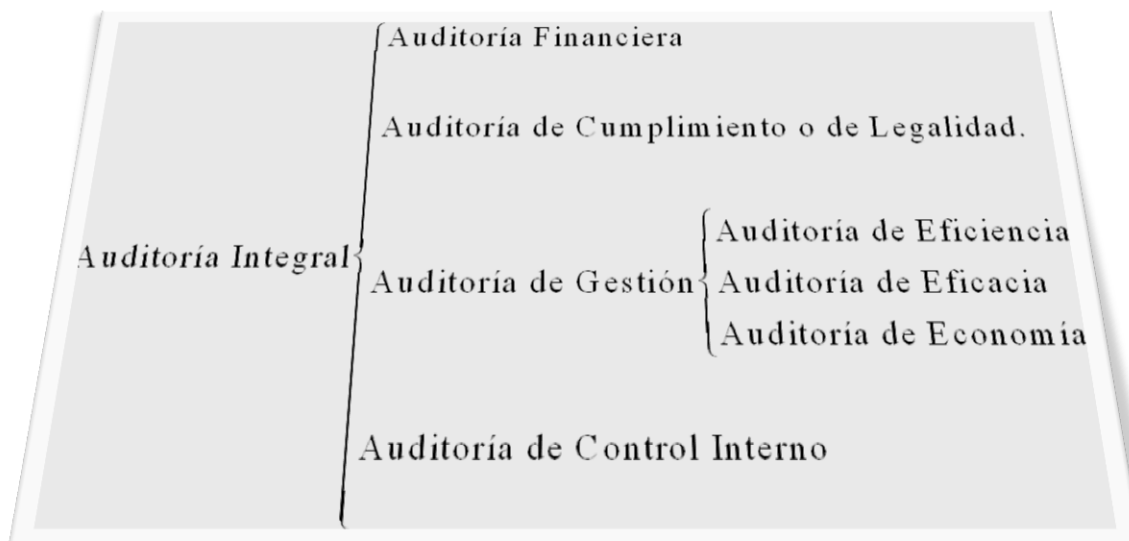 Auditoría Financiera
Auditoría de Cumplimiento o de Legalidad.
Auditoría Integral
Auditoría de Gestión
Auditoría de Eficiencia
Auditoría de Eficacia
Auditoría de Economía
Auditoría de Control Interno